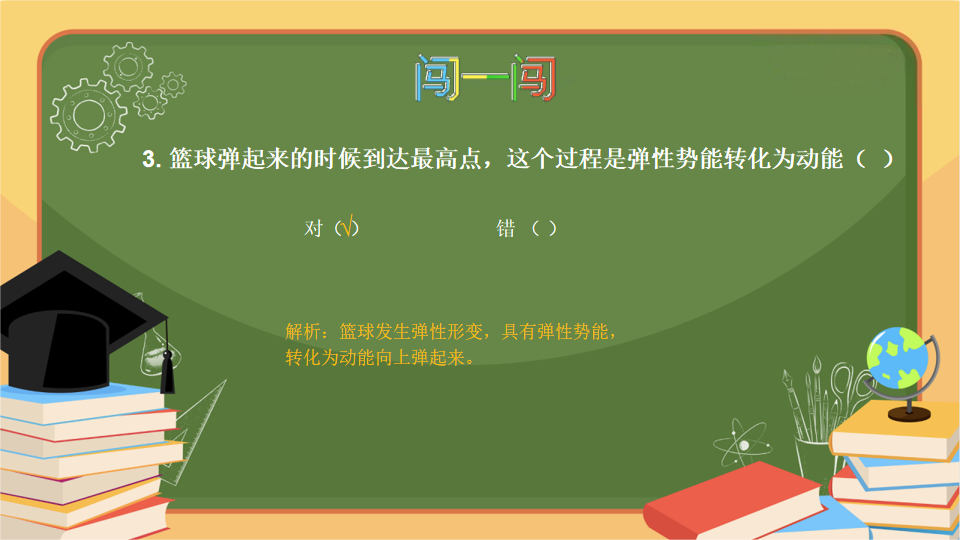 闯一闯
3. 篮球弹起来的时候到达最高点，这个过程是弹性势能转化为动能（ ）
对（√） 错 （ ）
解析：篮球发生弹性形变，具有弹性势能，
转化为动能向上弹起来。